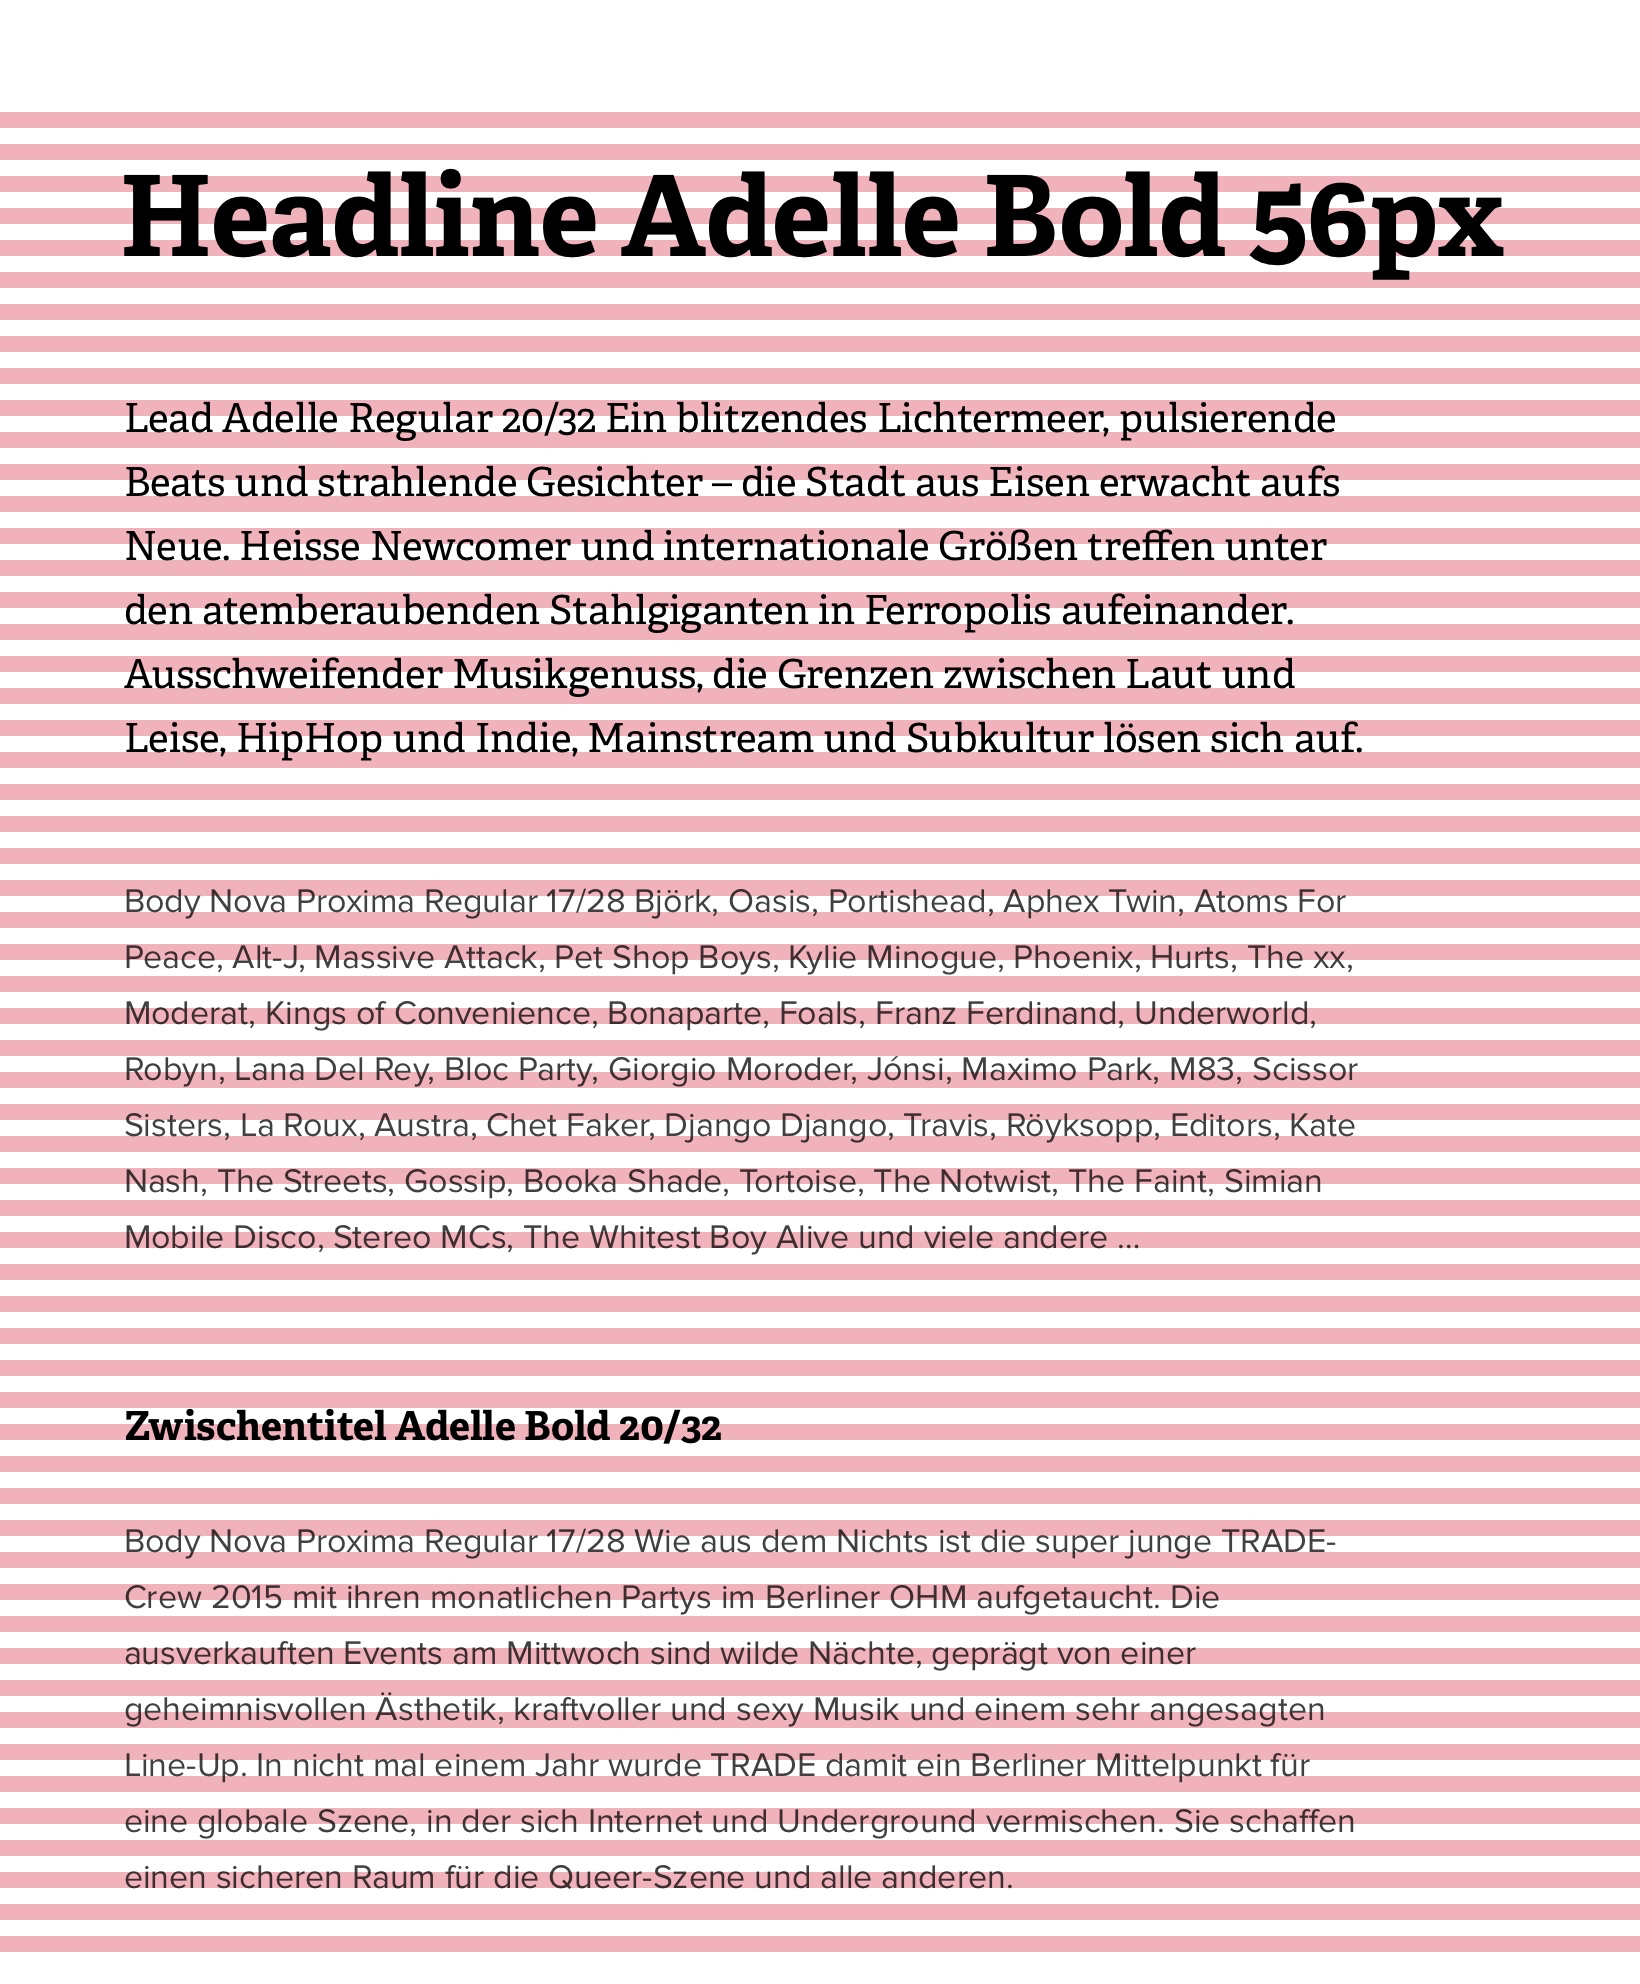 Headline Adelle Bold 56px
Lead Adelle Regular 20/32 Ein blitzendes Lichtermeer, pulsierende
Beats und strahlende Gesichter – die Stadt aus Eisen erwacht aufs
Neue. Heisse Newcomer und internationale Größen treffen unter
den atemberaubenden Stahlgiganten in Ferropolis aufeinander.
Ausschweifender Musikgenuss, die Grenzen zwischen Laut und
Leise, HipHop und Indie, Mainstream und Subkultur lösen sich auf.
Body Nova Proxima Regular 17/28 Björk, Oasis, Portishead, Aphex Twin, Atoms For
Peace, Alt-J, Massive Attack, Pet Shop Boys, Kylie Minogue, Phoenix, Hurts, The xx,
Moderat, Kings of Convenience, Bonaparte, Foals, Franz Ferdinand, Underworld,
Robyn, Lana Del Rey, Bloc Party, Giorgio Moroder, Jónsi, Maximo Park, M83, Scissor
Sisters, La Roux, Austra, Chet Faker, Django Django, Travis, Röyksopp, Editors, Kate
Nash, The Streets, Gossip, Booka Shade, Tortoise, The Notwist, The Faint, Simian
Mobile Disco, Stereo MCs, The Whitest Boy Alive und viele andere ...
Zwischentitel Adelle Bold 20/32
Body Nova Proxima Regular 17/28 Wie aus dem Nichts ist die super junge TRADE-
Crew 2015 mit ihren monatlichen Partys im Berliner OHM aufgetaucht. Die
ausverkauften Events am Mittwoch sind wilde Nächte, geprägt von einer
geheimnisvollen Ästhetik, kraftvoller und sexy Musik und einem sehr angesagten
Line-Up. In nicht mal einem Jahr wurde TRADE damit ein Berliner Mittelpunkt für
eine globale Szene, in der sich Internet und Underground vermischen. Sie schaffen
einen sicheren Raum für die Queer-Szene und alle anderen.